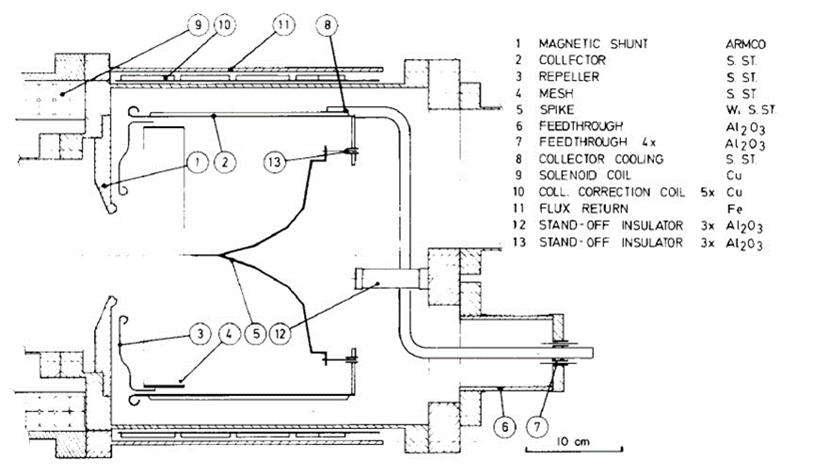 9 10 11 8
1 MAGNETIC SHUNT ARMCO
2 COLLECTOR S. ST.
3 REPELLER S. ST.
4 MESH S. ST.
5 SPIKE W, S. ST.
6 FEEDTHROUGH Al2O3
7 FEEDTHROUGH 4x Al2O3
8 COLLECTOR COOLING S. ST.
9 SOLENOID COIL Cu
10 COLL. CORRECTION COIL 5x Cu
11 FLUX RETURN Fe
12 STAND-OFF INSULATOR 3x Al2O3
13 STAND-OFF INSULATOR 3x Al2O3
1 2 13
3 4 5 12
6 7
10 cm